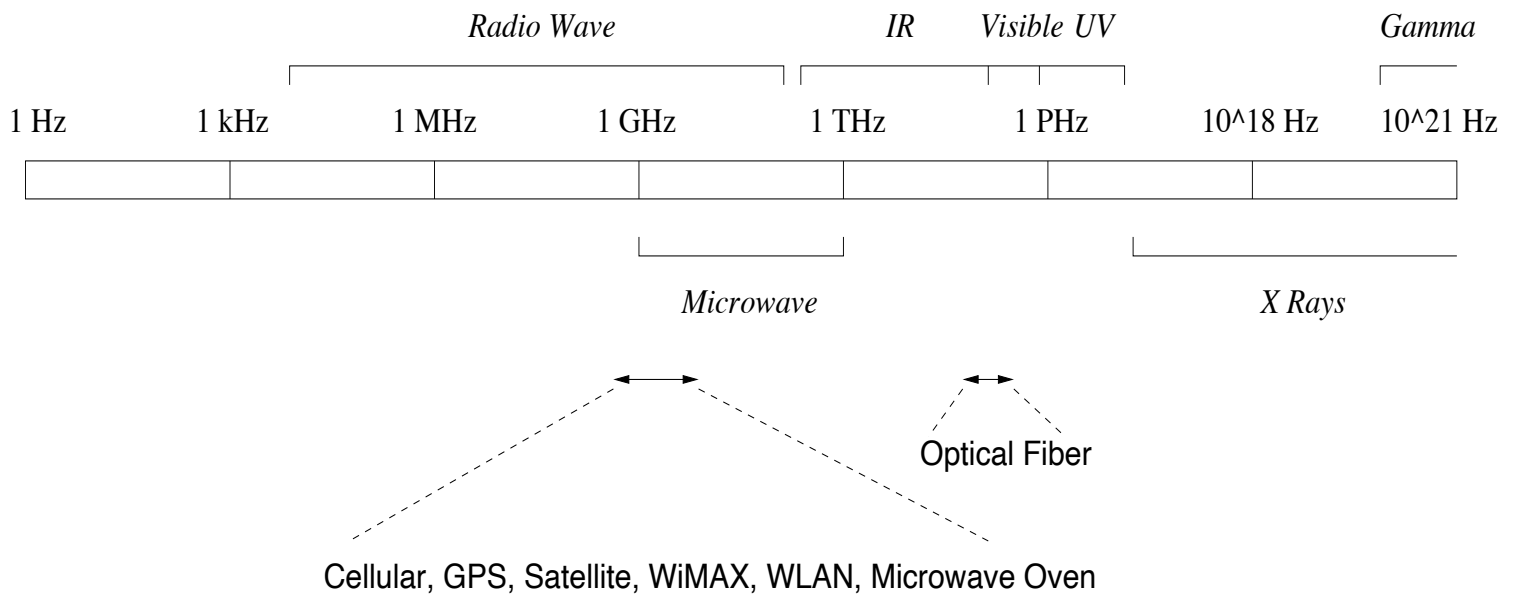 Radio Wave IR Visible UV Gamma
1 Hz 1 kHz 1 MHz 1 GHz 1 THz 1 PHz 10^18 Hz 10^21 Hz
Microwave X Rays
Optical Fiber
Cellular, GPS, Satellite, WiMAX, WLAN, Microwave Oven